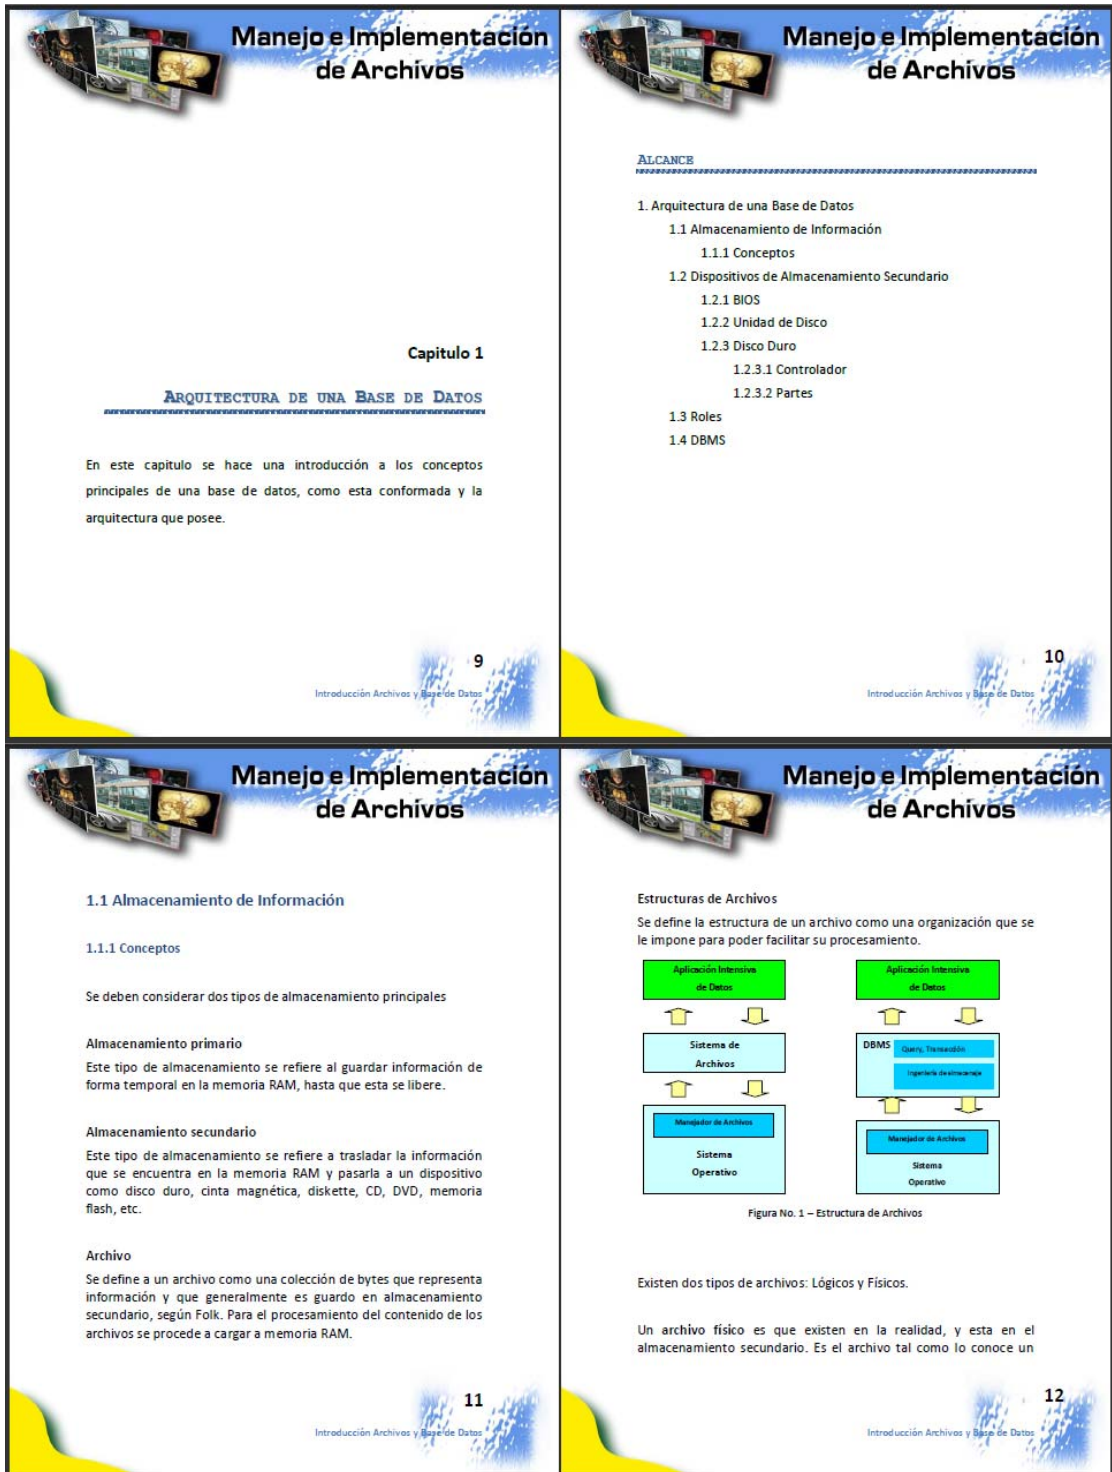 Manejo e Implementación
de Archivos
Capitulo 1
ARQUITECTURA DE UNA BASE DE DATOS
En este capitulo se hace una introducción a los conceptos
principales de una base de datos, como esta conformada y la
arquitectura que posee.
9
Introducción Archivos y Base de Datos
Manejo e Implementación
de Archivos
ALCANCE
1. Arquitectura de una Base de Datos
1.1 Almacenamiento de Información
1.1.1 Conceptos
1.2 Dispositivos de Almacenamiento Secundario
1.2.1 BIOS
1.2.2 Unidad de Disco
1.2.3 Disco Duro
1.2.3.1 Controlador
1.2.3.2 Partes
1.3 Roles
1.4 DBMS
10
Introducción Archivos y Base de Datos
Manejo e Implementación
de Archivos
1.1 Almacenamiento de Información
1.1.1 Conceptos
Se deben considerar dos tipos de almacenamiento principales
Almacenamiento primario
Este tipo de almacenamiento se refiere al guardar información de
forma temporal en la memoria RAM, hasta que esta se libere.
Almacenamiento secundario
Este tipo de almacenamiento se refiere a trasladar la información
que se encuentra en la memoria RAM y pasarla a un dispositivo
como disco duro, cinta magnética, diskette, CD, DVD, memoria
flash, etc.
Archivo
Se define a un archivo como una colección de bytes que representa
información y que generalmente es guardo en almacenamiento
secundario, según Folk. Para el procesamiento del contenido de los
archivos se procede a cargar a memoria RAM.
11
Introducción Archivos y Base de Datos
Manejo e Implementación
de Archivos
Estructuras de Archivos
Se define la estructura de un archivo como una organización que se
le impone para poder facilitar su procesamiento.
Aplicación Intensiva
de Datos
Sistema de
Archivos
Manejador de Archivos
Sistema
Operativo
Aplicación Intensiva
de Datos
DBMS
Query, Transacción
Ingeniería de almacenaje
Manejador de Archivos
Sistema
Operativo
Figura No. 1 – Estructura de Archivos
Existen dos tipos de archivos: Lógicos y Físicos.
Un archivo físico es que existen en la realidad, y esta en el
almacenamiento secundario. Es el archivo tal como lo conoce un
12
Introducción Archivos y Base de Datos